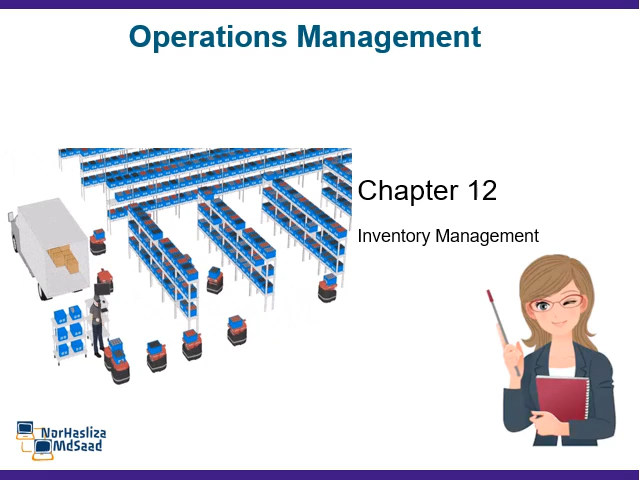 Operations Management
Chapter 12
Inventory Management
NorHasliza
MdSaad